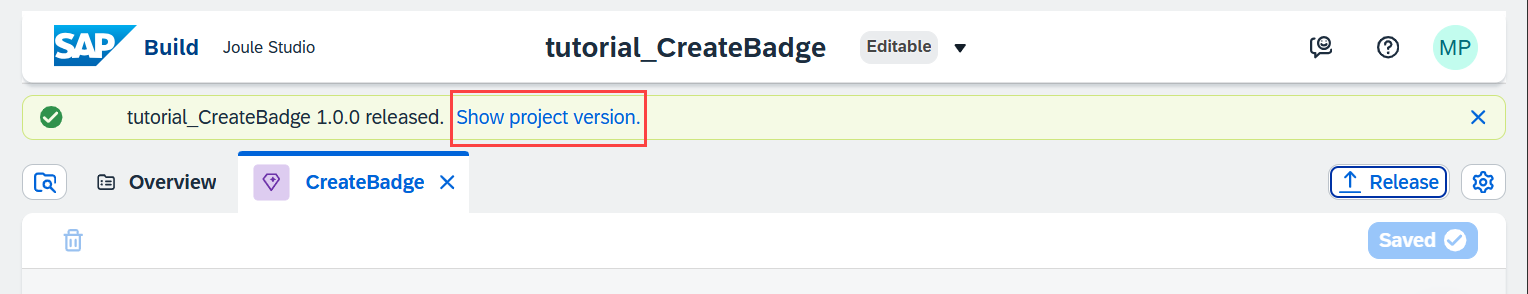 SAP Build Joule Studio tutorial_CreateBadge Editable MP
tutorial_CreateBadge 1.0.0 released. Show project version.
Overview CreateBadge Release
Saved